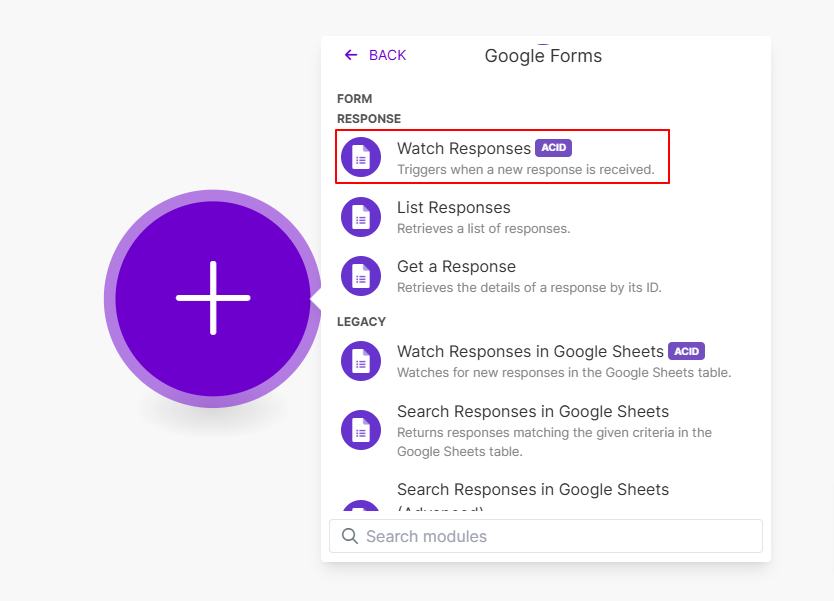 BACK
Google Forms
FORM
RESPONSE
Watch Responses ACID
Triggers when a new response is received.
List Responses
Retrieves a list of responses.
Get a Response
Retrieves the details of a response by its ID.
LEGACY
Watch Responses in Google Sheets ACID
Watches for new responses in the Google Sheets table.
Search Responses in Google Sheets
Returns responses matching the given criteria in the
Google Sheets table.
Search Responses in Google Sheets
(Advanced)
Search modules